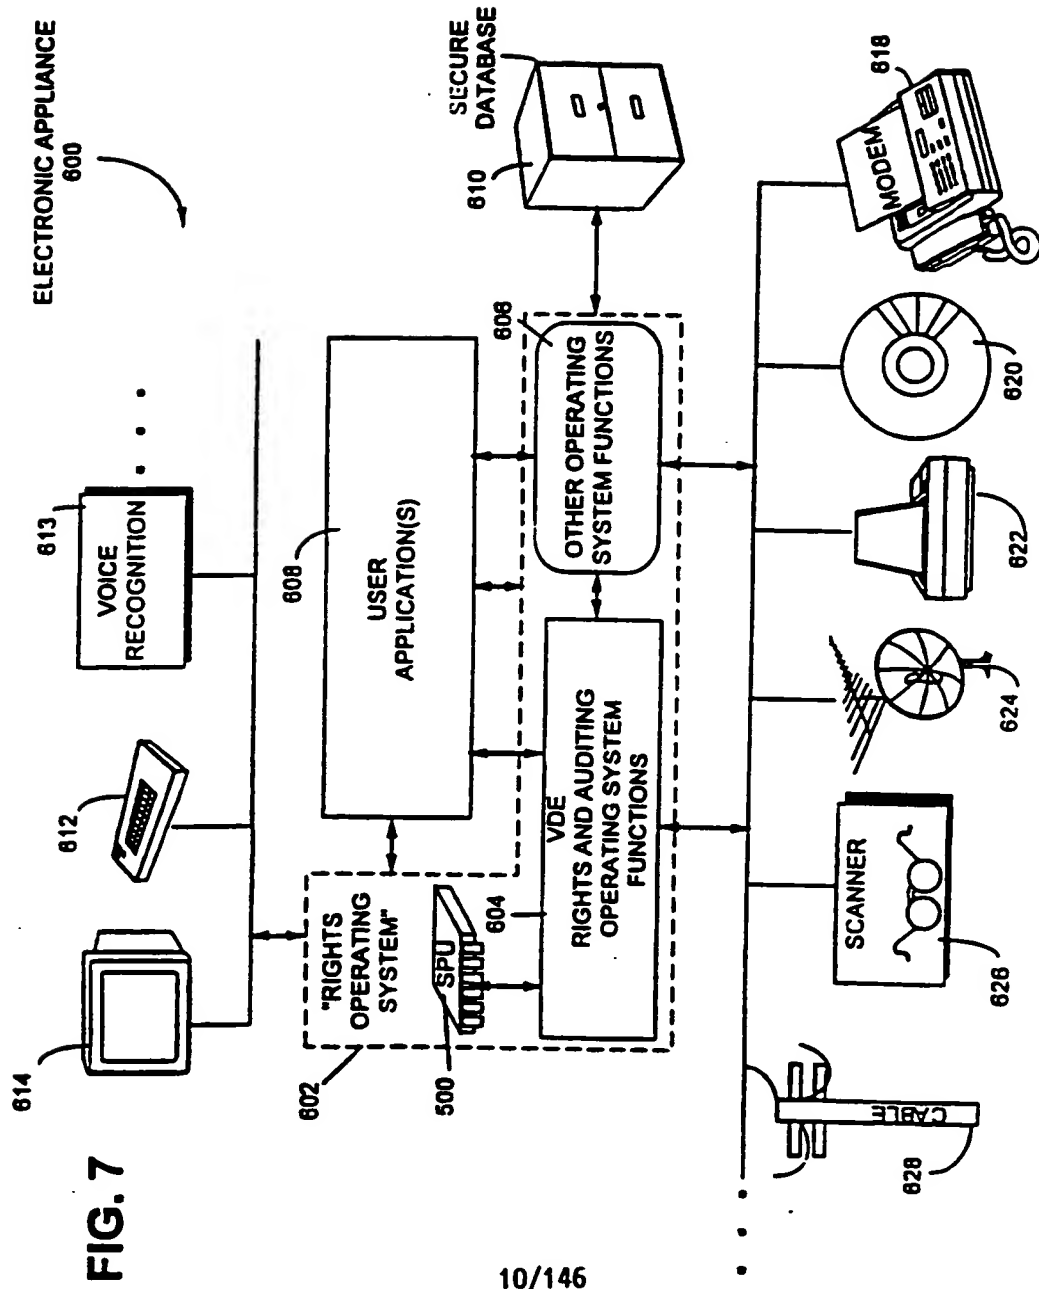 FIG. 7
ELECTRONIC APPLIANCE
600
614
612
613
VOICE
RECOGNITION
602
"RIGHTS
OPERATING
SYSTEM"
608
USER
APPLICATION(S)
SECURE
DATABASE
610
500
SPU
604
VDE
RIGHTS AND AUDITING
OPERATING SYSTEM
FUNCTIONS
606
OTHER OPERATING
SYSTEM FUNCTIONS
CABLE
628
SCANNER
626
624
622
620
MODEM
618
10/146